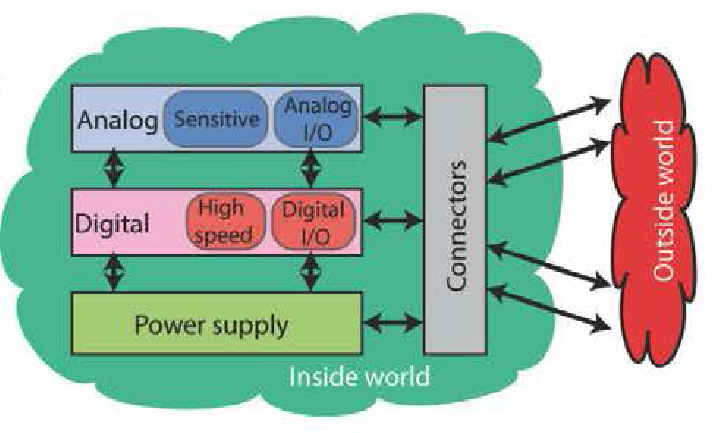 Analog
Sensitive
Analog
I/O
Digital
High
speed
Digital
I/O
Power supply
Connectors
Inside world
Outside world